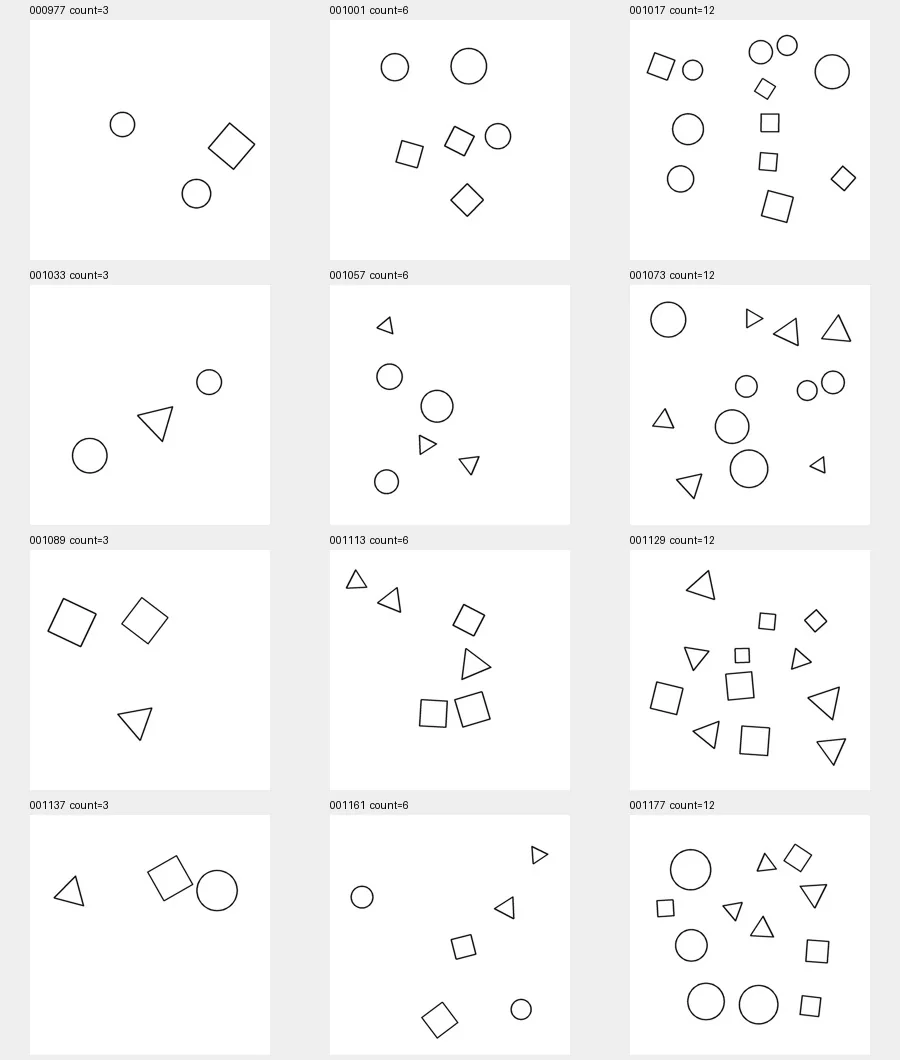 000977 count=3
001001 count=6
001017 count=12
001033 count=3
001057 count=6
001073 count=12
001089 count=3
001113 count=6
001129 count=12
001137 count=3
001161 count=6
001177 count=12